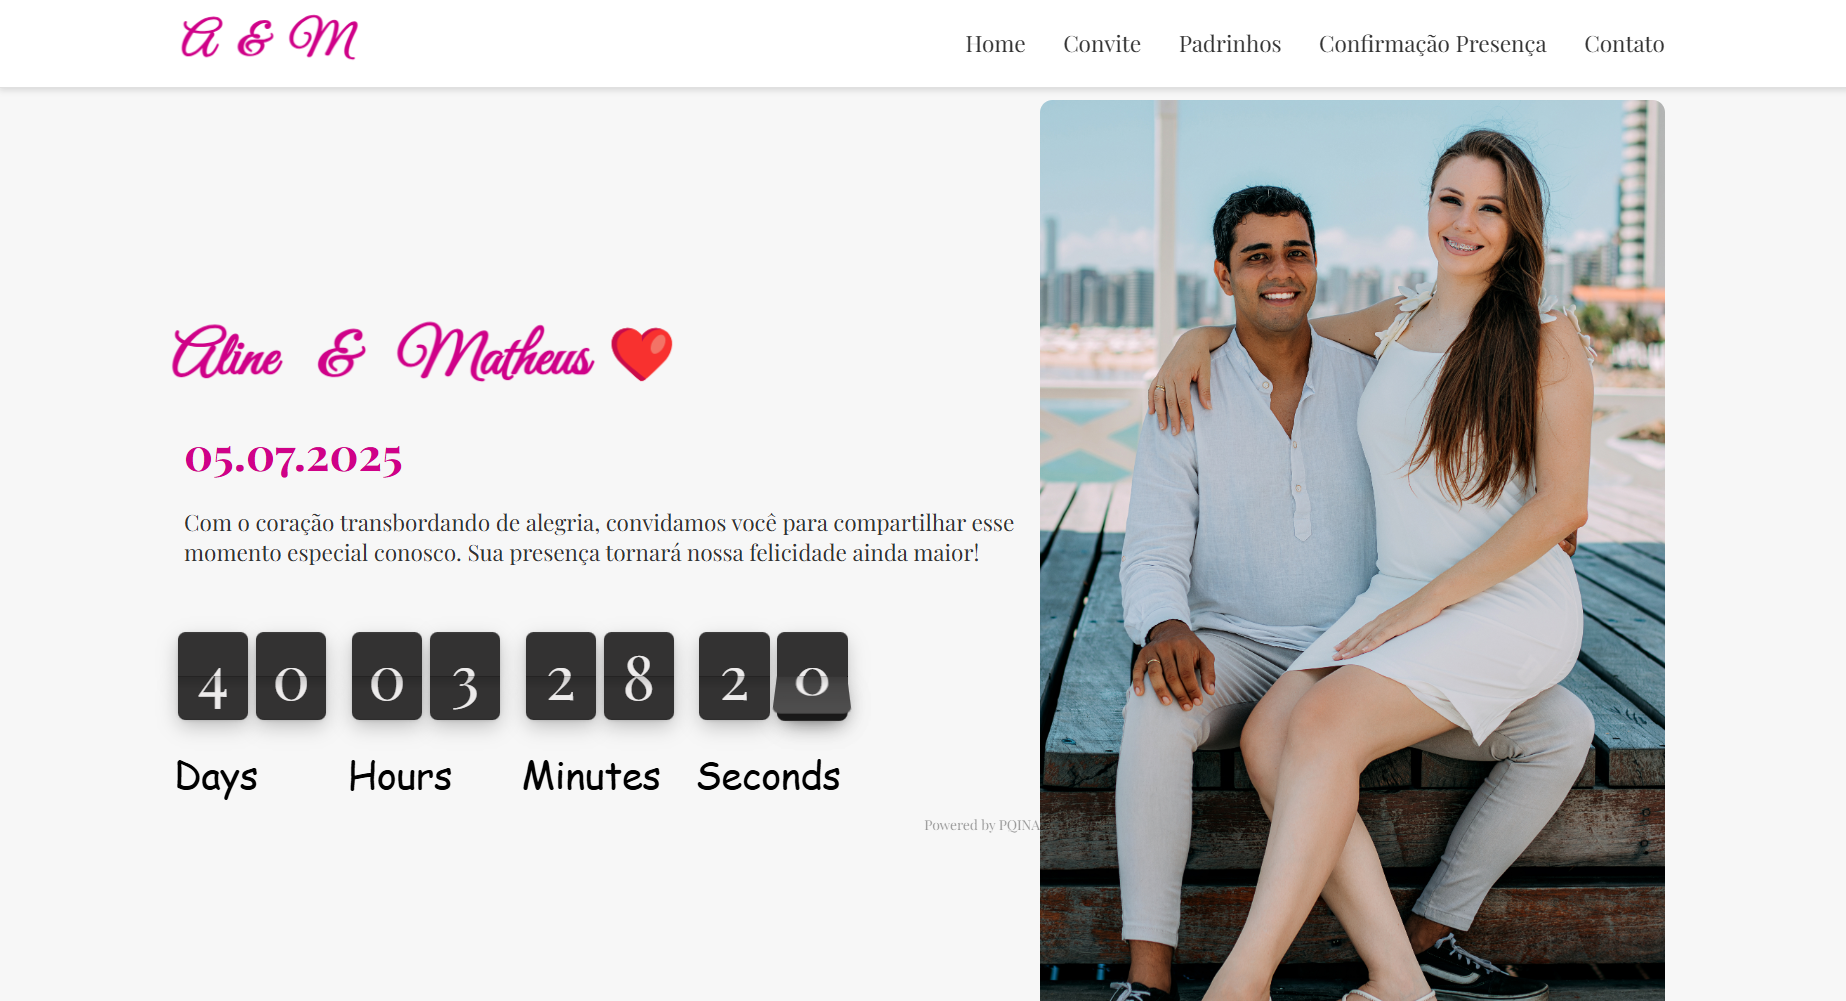 A & M
Home Convite Padrinhos Confirmação Presença Contato
Aline & Matheus ❤️
05.07.2025
Com o coração transbordando de alegria, convidamos você para compartilhar esse
momento especial conosco. Sua presença tornará nossa felicidade ainda maior!
40 03 28 20
Days Hours Minutes Seconds
Powered by PQINA